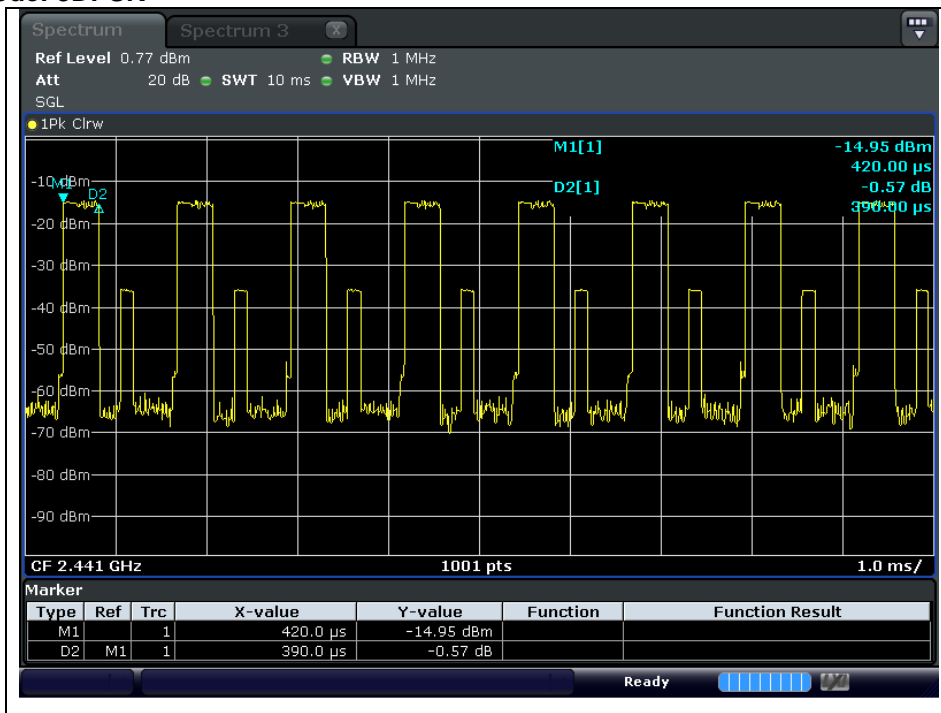 Spectrum Spectrum 3 X
Ref Level 0.77 dBm RBW 1 MHz
Att 20 dB SWT 10 ms VBW 1 MHz
SGL
1Pk Clrw
M1[1] -14.95 dBm
420.00 µs
D2[1] -0.57 dB
390.00 µs
-10 dBm
M1
D2
-20 dBm
-30 dBm
-40 dBm
-50 dBm
-60 dBm
-70 dBm
-80 dBm
-90 dBm
CF 2.441 GHz 1001 pts 1.0 ms/
Marker
Type Ref Trc X-value Y-value Function Function Result
M1 1 420.0 µs -14.95 dBm
D2 M1 1 390.0 µs -0.57 dB
Ready